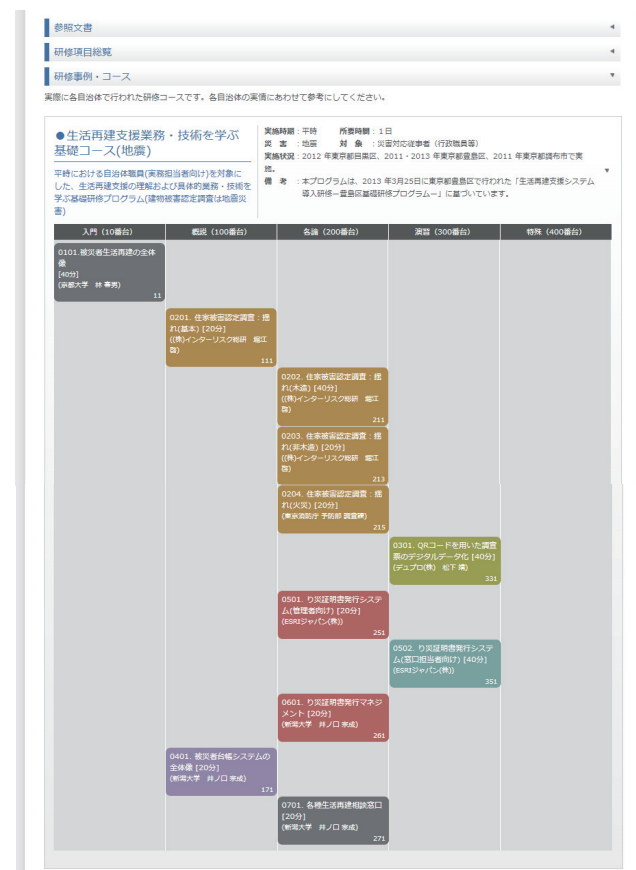 参照文書
研修項目総覧
研修事例・コース
実際に各自治体で行われた研修コースです。各自治体の実情にあわせて参考にしてください。
●生活再建支援業務・技術を学ぶ
基礎コース(地震)
平時における自治体職員(実務担当者向け)を対象に
した、生活再建支援の理解および具体的業務・技術を
学ぶ基礎研修プログラム(建物被害認定調査は地震災
害)
実施時期：平時 所要時間：1日
災 害：地震 対 象：災害対応従事者（行政職員等）
実施状況：2012 年東京都目黒区、2011・2013 年東京都豊島区、2011 年東京都調布市で実
施。
備 考：本プログラムは、2013 年3月25日に東京都豊島区で行われた「生活再建支援システム
導入研修ー豊島区基礎研修プログラムー」に基づいています。
入門（10番台） 概説（100番台） 各論（200番台） 演習（300番台） 特殊（400番台）
0101.被災者生活再建の全体
像
[40分]
(京都大学 林 春男)
11
0201. 住家被害認定調査：揺
れ(基本) [20分]
((株)インターリスク総研 堀江
啓)
111
0202. 住家被害認定調査：揺
れ(木造) [40分]
((株)インターリスク総研 堀江
啓)
211
0203. 住家被害認定調査：揺
れ(非木造) [20分]
((株)インターリスク総研 堀江
啓)
213
0204. 住家被害認定調査：揺
れ(火災) [20分]
(東京消防庁 予防部 調査課)
215
0301. QRコードを用いた調査
票のデジタルデータ化 [40分]
(デュプロ(株) 松下 靖)
331
0501. り災証明書発行システ
ム(管理者向け) [20分]
(ESRIジャパン(株))
251
0502. り災証明書発行システ
ム(窓口担当者向け) [40分]
(ESRIジャパン(株))
351
0601. り災証明書発行マネジ
メント [20分]
(新潟大学 井ノ口 宗成)
261
0401. 被災者台帳システムの
全体像 [20分]
(新潟大学 井ノ口 宗成)
171
0701. 各種生活再建相談窓口
[20分]
(新潟大学 井ノ口 宗成)
271